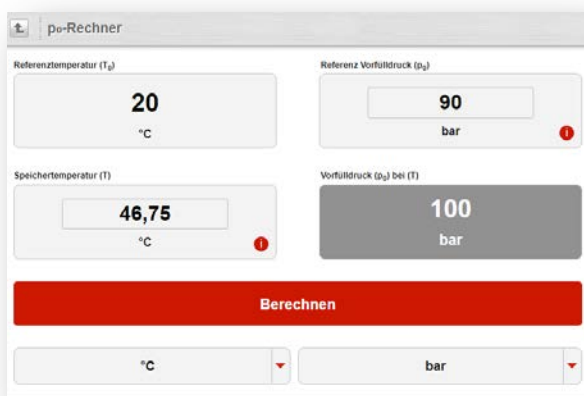 p₀-Rechner
Referenztemperatur (T₀)
20
°C
Referenz Vorfülldruck (p₀)
90
bar
i
Speichertemperatur (T)
46,75
°C
i
Vorfülldruck (p₀) bei (T)
100
bar
Berechnen
°C
bar